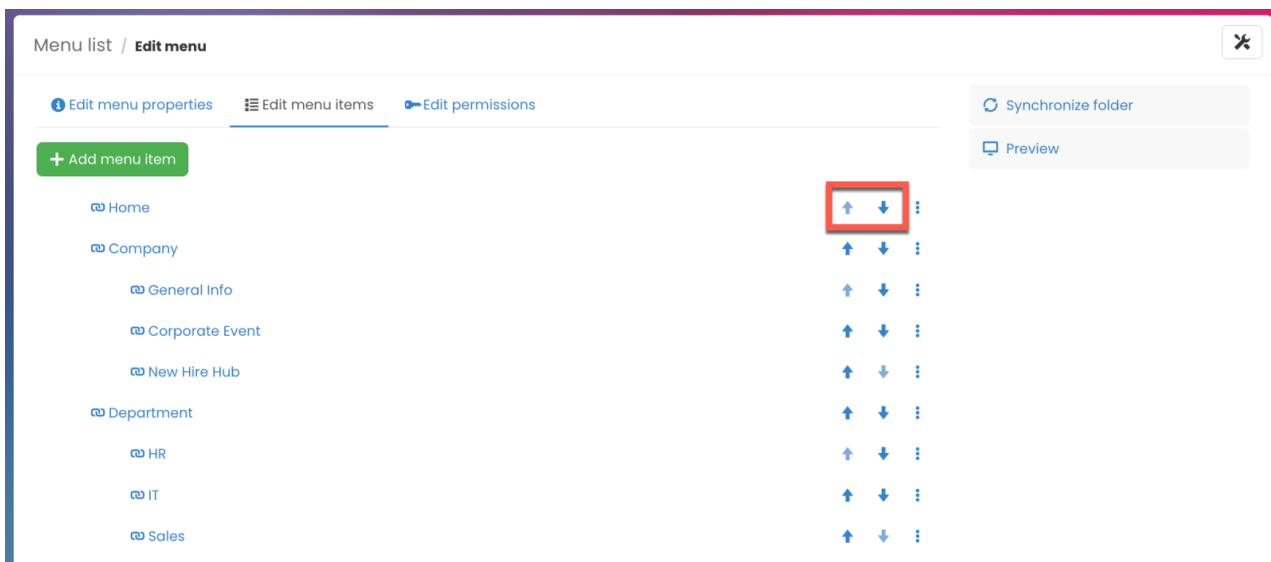 Menu list / Edit menu
Edit menu properties Edit menu items Edit permissions
Synchronize folder
Preview
Add menu item
Home
Company
General Info
Corporate Event
New Hire Hub
Department
HR
IT
Sales